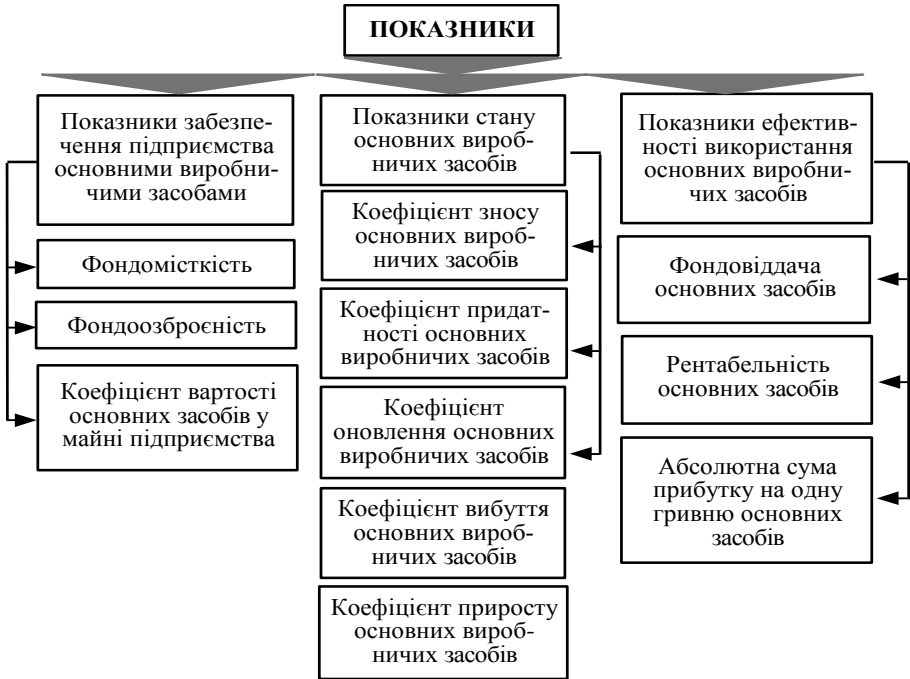 ПОКАЗНИКИ
Показники забезпе-
чення підприємства
основними виробни-
чими засобами
Фондомісткість
Фондоозброєність
Коефіцієнт вартості
основних засобів у
майні підприємства
Показники стану
основних вироб-
ничих засобів
Коефіцієнт зносу
основних вироб-
ничих засобів
Коефіцієнт придат-
ності основних
виробничих засобів
Коефіцієнт
оновлення основних
виробничих засобів
Коефіцієнт вибуття
основних вироб-
ничих засобів
Коефіцієнт приросту
основних вироб-
ничих засобів
Показники ефектив-
ності використання
основних виробни-
чих засобів
Фондовіддача
основних засобів
Рентабельність
основних засобів
Абсолютна сума
прибутку на одну
гривню основних
засобів